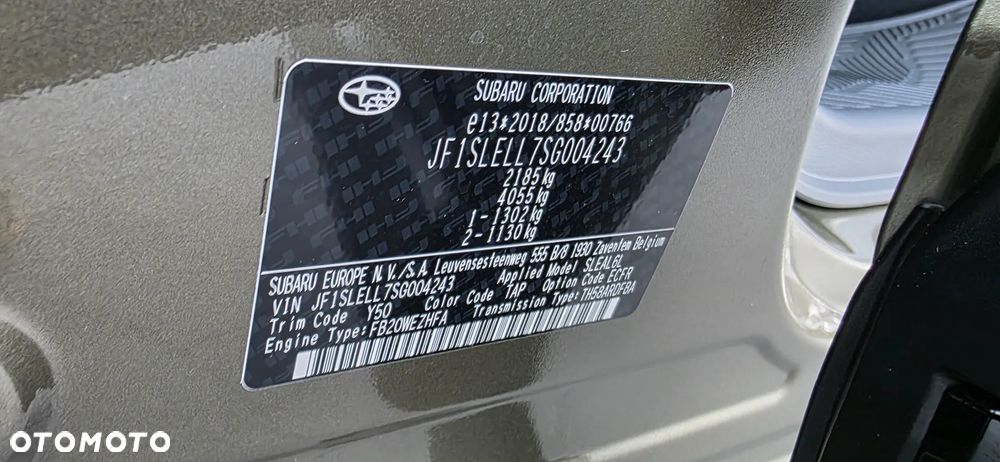 SUBARU CORPORATION
e13*2018/858*00766
JF1SLELL7SG004243
2185 kg
4055 kg
1-1302 kg
2-1130 kg
SUBARU EUROPE N.V./S.A. Leuvensesteenweg 555 B/8 1930 Zaventem Belgium
VIN JF1SLELL7SG004243 Applied Model SLEAL6L
Trim Code Y50 Color Code TAP Option Code ECFR
Engine Type:FB20WEZHFA Transmission Type:TH58ARDFBA
OTOMOTO